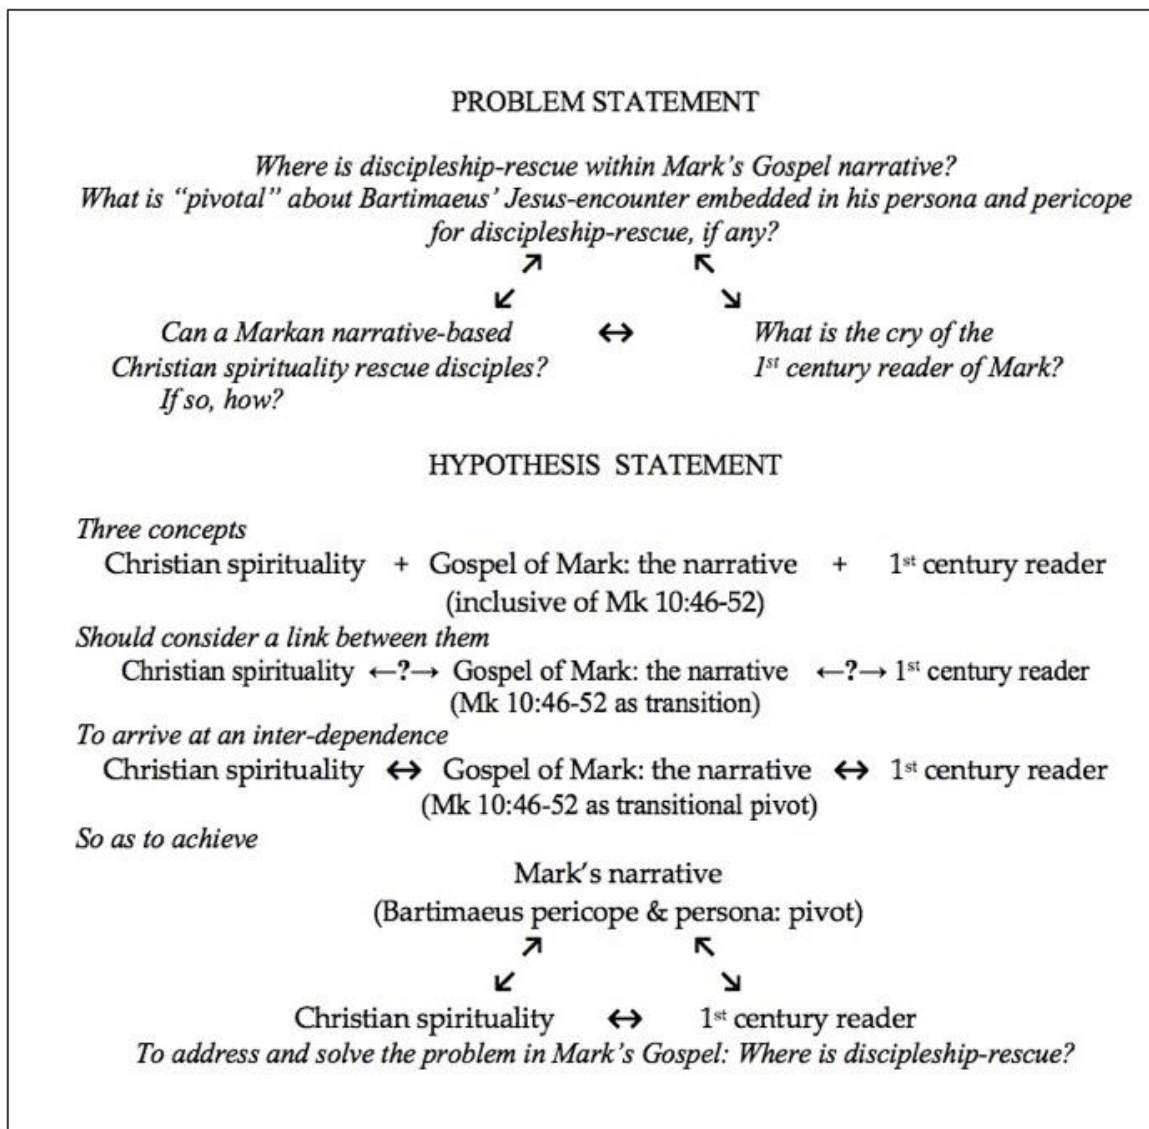 PROBLEM STATEMENT
Where is discipleship-rescue within Mark’s Gospel narrative?
What is “pivotal” about Bartimaeus’ Jesus-encounter embedded in his persona and pericope
for discipleship-rescue, if any?
↗ ↖
↙ ↘
Can a Markan narrative-based ↔ What is the cry of the
Christian spirituality rescue disciples? 1st century reader of Mark?
If so, how?
HYPOTHESIS STATEMENT
Three concepts
Christian spirituality + Gospel of Mark: the narrative + 1st century reader
(inclusive of Mk 10:46-52)
Should consider a link between them
Christian spirituality ←?→ Gospel of Mark: the narrative ←?→ 1st century reader
(Mk 10:46-52 as transition)
To arrive at an inter-dependence
Christian spirituality ↔ Gospel of Mark: the narrative ↔ 1st century reader
(Mk 10:46-52 as transitional pivot)
So as to achieve
Mark’s narrative
(Bartimaeus pericope & persona: pivot)
↗ ↖
↙ ↘
Christian spirituality ↔ 1st century reader
To address and solve the problem in Mark’s Gospel: Where is discipleship-rescue?